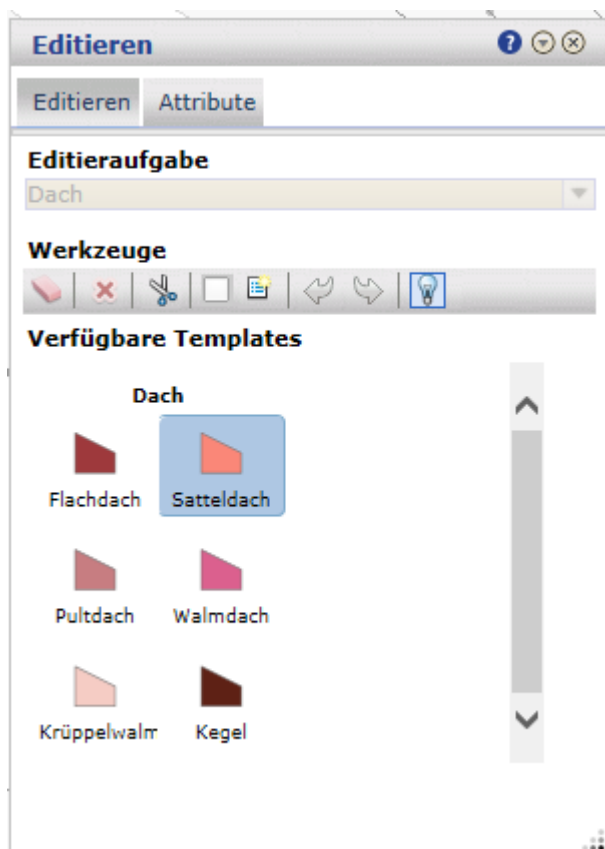 Editieren
Editieren Attribute
Editieraufgabe
Dach
Werkzeuge
Verfügbare Templates
Dach
Flachdach Satteldach
Pultdach Walmdach
Krüppelwalm Kegel